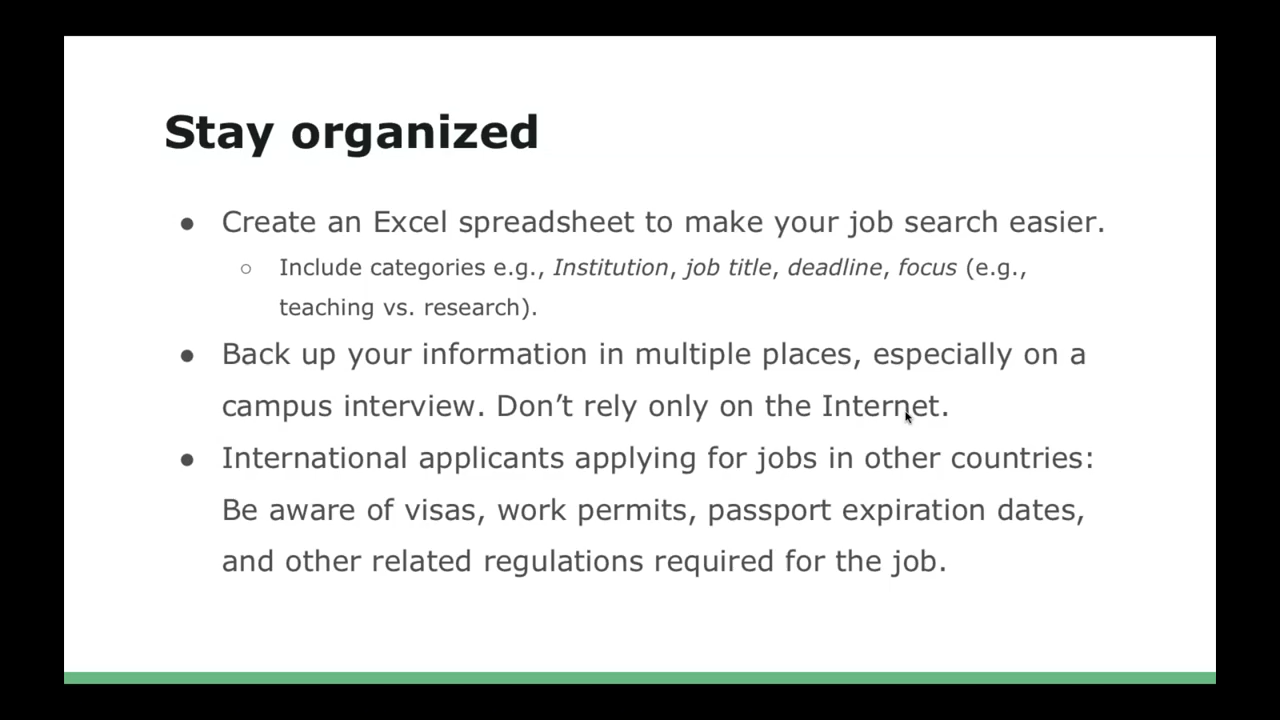 Stay organized
● Create an Excel spreadsheet to make your job search easier.
○ Include categories e.g., Institution, job title, deadline, focus (e.g.,
teaching vs. research).
● Back up your information in multiple places, especially on a
campus interview. Don’t rely only on the Internet.
● International applicants applying for jobs in other countries:
Be aware of visas, work permits, passport expiration dates,
and other related regulations required for the job.